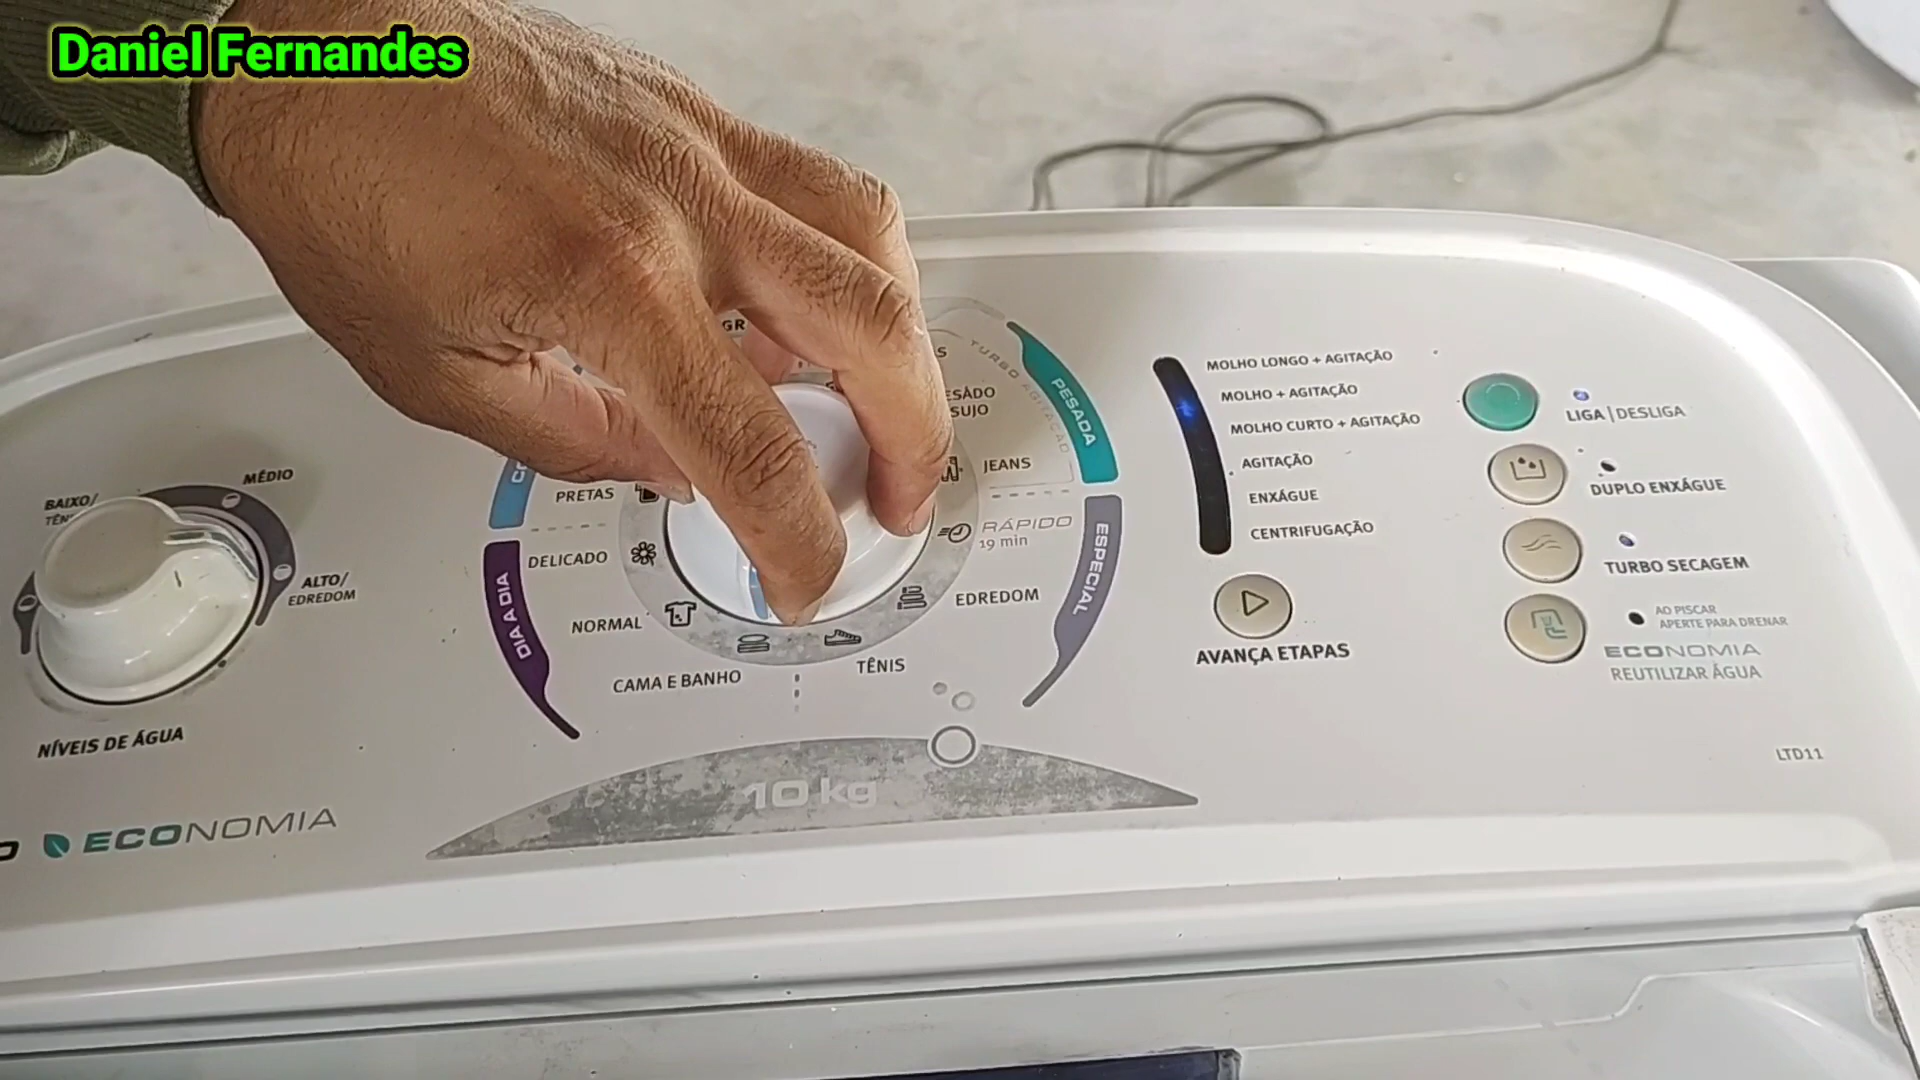 Daniel Fernandes
BAIXO/
MÉDIO
ALTO/
EDREDOM
NÍVEIS DE ÁGUA
ECONOMIA
PRETAS
DELICADO
NORMAL
CAMA E BANHO
DIA A DIA
TURBO AGITAÇÃO
SUJO
JEANS
RÁPIDO
19 min
EDREDOM
TÊNIS
PESADA
ESPECIAL
10 kg
MOLHO LONGO + AGITAÇÃO
MOLHO + AGITAÇÃO
MOLHO CURTO + AGITAÇÃO
AGITAÇÃO
ENXÁGUE
CENTRIFUGAÇÃO
AVANÇA ETAPAS
LIGA | DESLIGA
DUPLO ENXÁGUE
TURBO SECAGEM
AO PISCAR
APERTE PARA DRENAR
ECONOMIA
REUTILIZAR ÁGUA
LTD11